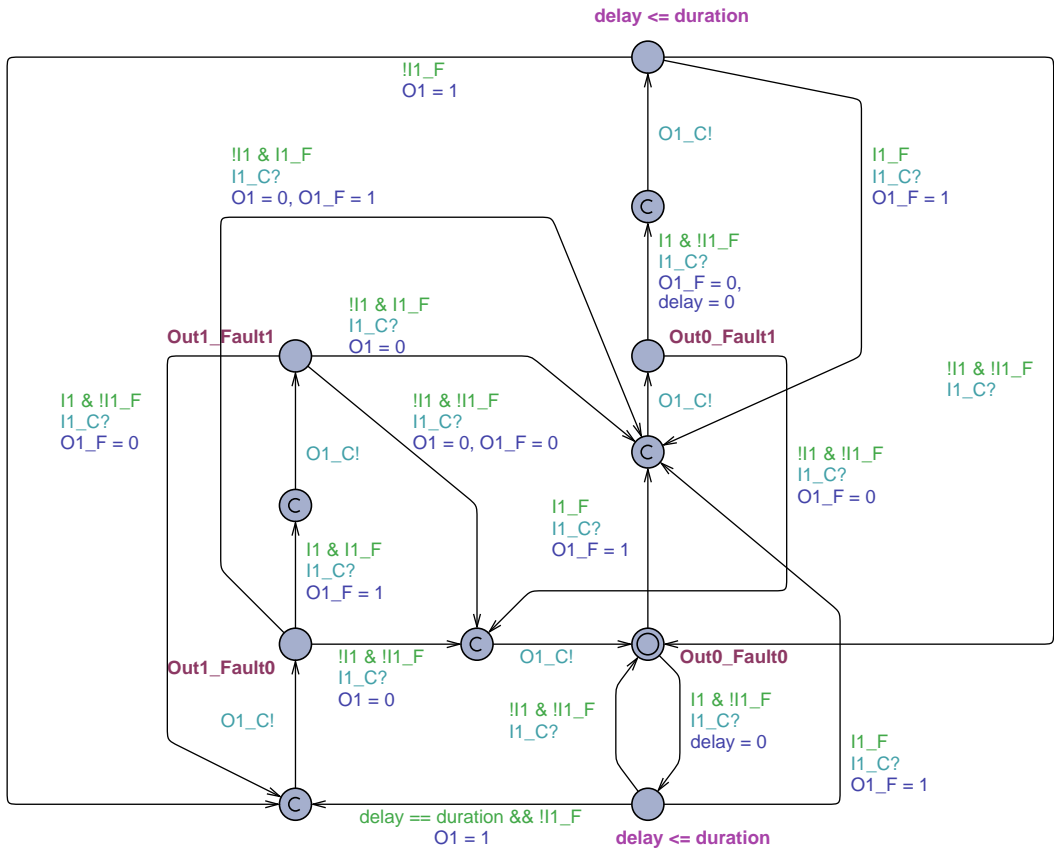 delay <= duration
!I1_F
O1 = 1
O1_C!
!I1 & I1_F
I1_C?
O1 = 0, O1_F = 1
I1_F
I1_C?
O1_F = 1
C
I1 & !I1_F
I1_C?
O1_F = 0,
delay = 0
!I1 & I1_F
I1_C?
O1 = 0
Out1_Fault1
Out0_Fault1
!I1 & !I1_F
I1_C?
I1 & !I1_F
I1_C?
O1_F = 0
!I1 & !I1_F
I1_C?
O1 = 0, O1_F = 0
O1_C!
O1_C!
C
!I1 & !I1_F
I1_C?
O1_F = 0
C
I1_F
I1_C?
O1_F = 1
I1 & I1_F
I1_C?
O1_F = 1
C
Out1_Fault0
!I1 & !I1_F
I1_C?
O1 = 0
O1_C!
Out0_Fault0
O1_C!
!I1 & !I1_F
I1_C?
I1 & !I1_F
I1_C?
delay = 0
I1_F
I1_C?
O1_F = 1
C
delay == duration && !I1_F
O1 = 1
delay <= duration